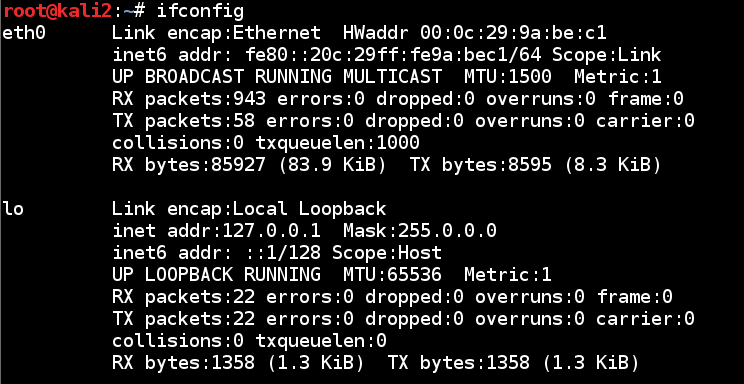 root@kali2:~# ifconfig
eth0      Link encap:Ethernet  HWaddr 00:0c:29:9a:be:c1
          inet6 addr: fe80::20c:29ff:fe9a:bec1/64 Scope:Link
          UP BROADCAST RUNNING MULTICAST  MTU:1500  Metric:1
          RX packets:943 errors:0 dropped:0 overruns:0 frame:0
          TX packets:58 errors:0 dropped:0 overruns:0 carrier:0
          collisions:0 txqueuelen:1000
          RX bytes:85927 (83.9 KiB)  TX bytes:8595 (8.3 KiB)

lo        Link encap:Local Loopback
          inet addr:127.0.0.1  Mask:255.0.0.0
          inet6 addr: ::1/128 Scope:Host
          UP LOOPBACK RUNNING  MTU:65536  Metric:1
          RX packets:22 errors:0 dropped:0 overruns:0 frame:0
          TX packets:22 errors:0 dropped:0 overruns:0 carrier:0
          collisions:0 txqueuelen:0
          RX bytes:1358 (1.3 KiB)  TX bytes:1358 (1.3 KiB)